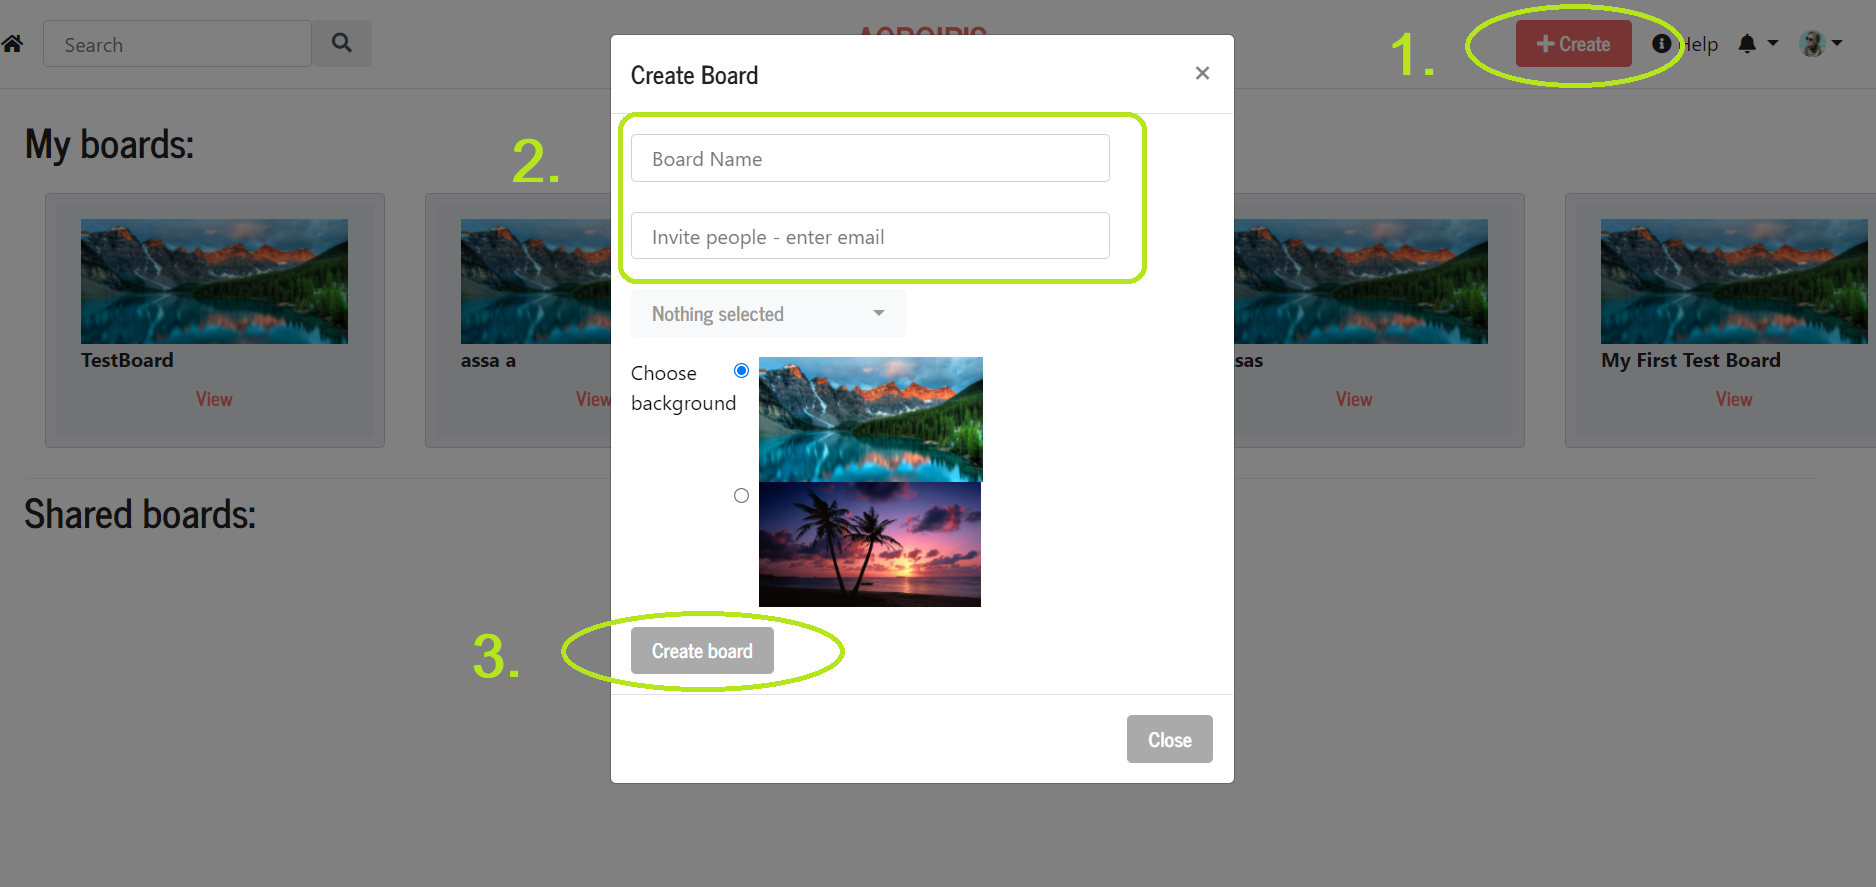 Search
+ Create
Help
1.
Create Board
×
My boards:
2.
Board Name
Invite people - enter email
Nothing selected
TestBoard
assa a
sas
My First Test Board
Choose
background
View
View
View
View
Shared boards:
3.
Create board
Close